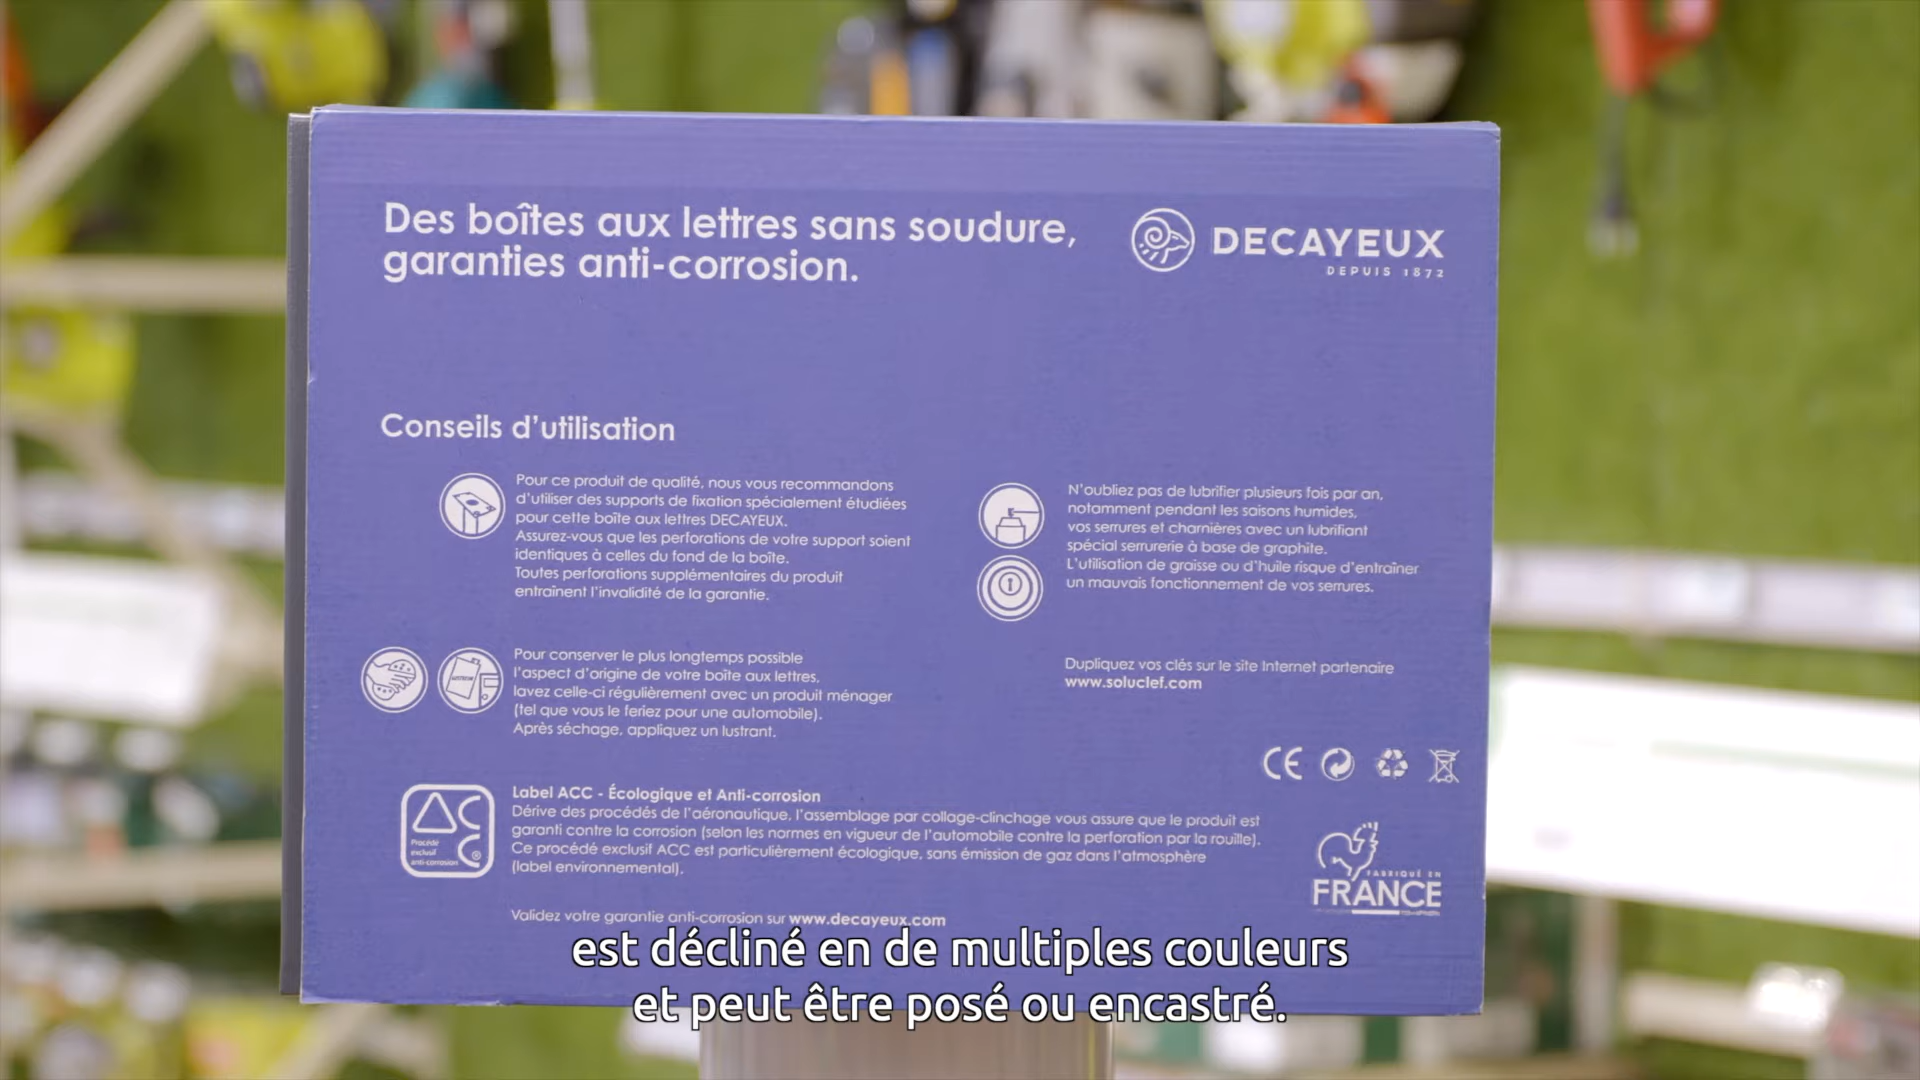 Des boîtes aux lettres sans soudure,
garanties anti-corrosion.
DECAYEUX
DEPUIS 1872
Conseils d'utilisation
Pour ce produit de qualité, nous vous recommandons
d'utiliser des supports de fixation spécialement étudiées
pour cette boîte aux lettres DECAYEUX.
Assurez-vous que les perforations de votre support soient
identiques à celles du fond de la boîte.
Toutes perforations supplémentaires du produit
entraînent l'invalidité de la garantie.
N'oubliez pas de lubrifier plusieurs fois par an,
notamment pendant les saisons humides,
vos serrures et charnières avec un lubrifiant
spécial serrurerie à base de graphite.
L'utilisation de graisse ou d'huile risque d'entraîner
un mauvais fonctionnement de vos serrures.
Pour conserver le plus longtemps possible
l'aspect d'origine de votre boîte aux lettres,
lavez celle-ci régulièrement avec un produit ménager
(tel que vous le feriez pour une automobile).
Après séchage, appliquez un lustrant.
Dupliquez vos clés sur le site Internet partenaire
www.soluclef.com
CE
Procédé
exclusif
anti-corrosion
Label ACC - Écologique et Anti-corrosion
Dérive des procédés de l'aéronautique, l'assemblage par collage-clinchage vous assure que le produit est
garanti contre la corrosion (selon les normes en vigueur de l'automobile contre la perforation par la rouille).
Ce procédé exclusif ACC est particulièrement écologique, sans émission de gaz dans l'atmosphère
(label environnemental).
FABRIQUÉ EN
FRANCE
Validez votre garantie anti-corrosion sur www.decayeux.com
est décliné en de multiples couleurs
et peut être posé ou encastré.